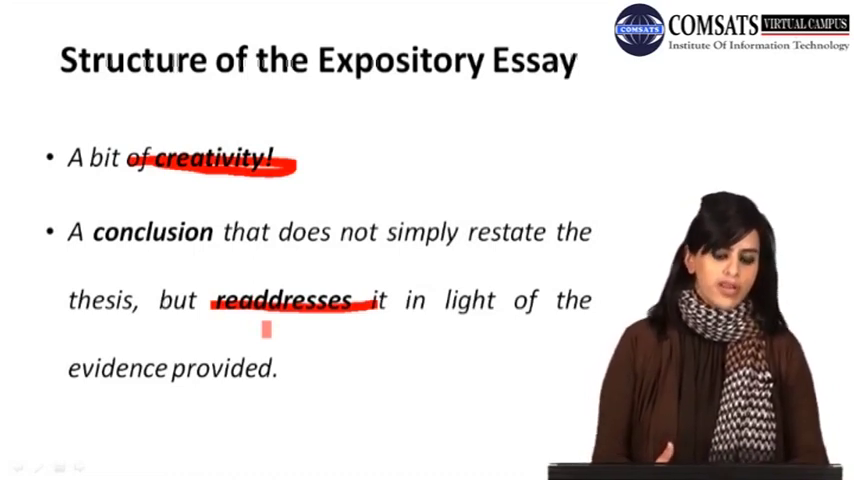 COMSATS VIRTUAL CAMPUS
Institute Of Information Technology
COMSATS
Structure of the Expository Essay
• A bit of creativity!
• A conclusion that does not simply restate the
thesis, but readdresses it in light of the
evidence provided.